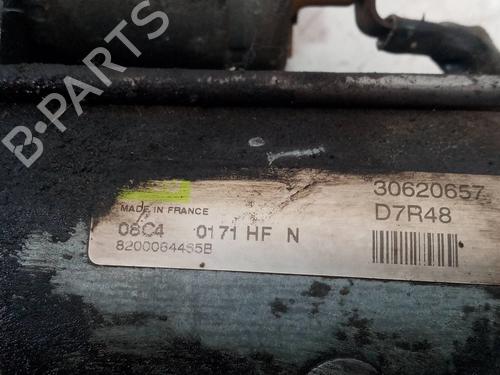 B-PARTS
30620657
MADE IN FRANCE
D7R48
08C4 0171 HF N
8200064465B